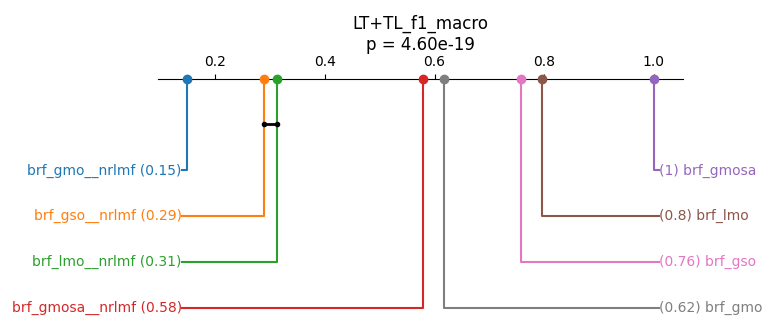 LT+TL_f1_macro
p = 4.60e-19
0.2 0.4 0.6 0.8 1.0
brf_gmo__nrlmf (0.15) (1) brf_gmosa
brf_gso__nrlmf (0.29) (0.8) brf_lmo
brf_lmo__nrlmf (0.31) (0.76) brf_gso
brf_gmosa__nrlmf (0.58) (0.62) brf_gmo